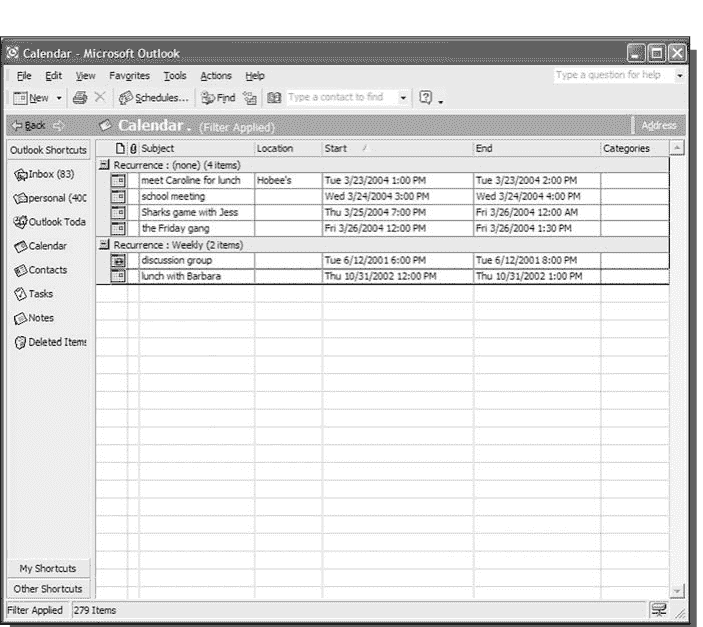 Calendar - Microsoft Outlook
File Edit View Favorites Tools Actions Help Type a question for help
New Schedules... Find Type a contact to find
Back Calendar . (Filter Applied) Address
Outlook Shortcuts Subject Location Start End Categories
Recurrence : (none) (4 items)
Inbox (83) meet Caroline for lunch Hobee's Tue 3/23/2004 1:00 PM Tue 3/23/2004 2:00 PM
personal (40C school meeting Wed 3/24/2004 3:00 PM Wed 3/24/2004 4:00 PM
Sharks game with Jess Thu 3/25/2004 7:00 PM Fri 3/26/2004 12:00 AM
Outlook Toda the Friday gang Fri 3/26/2004 12:00 PM Fri 3/26/2004 1:30 PM
Calendar Recurrence : Weekly (2 items)
discussion group Tue 6/12/2001 6:00 PM Tue 6/12/2001 8:00 PM
Contacts lunch with Barbara Thu 10/31/2002 12:00 PM Thu 10/31/2002 1:00 PM
Tasks
Notes
Deleted Items
My Shortcuts
Other Shortcuts
Filter Applied 279 Items